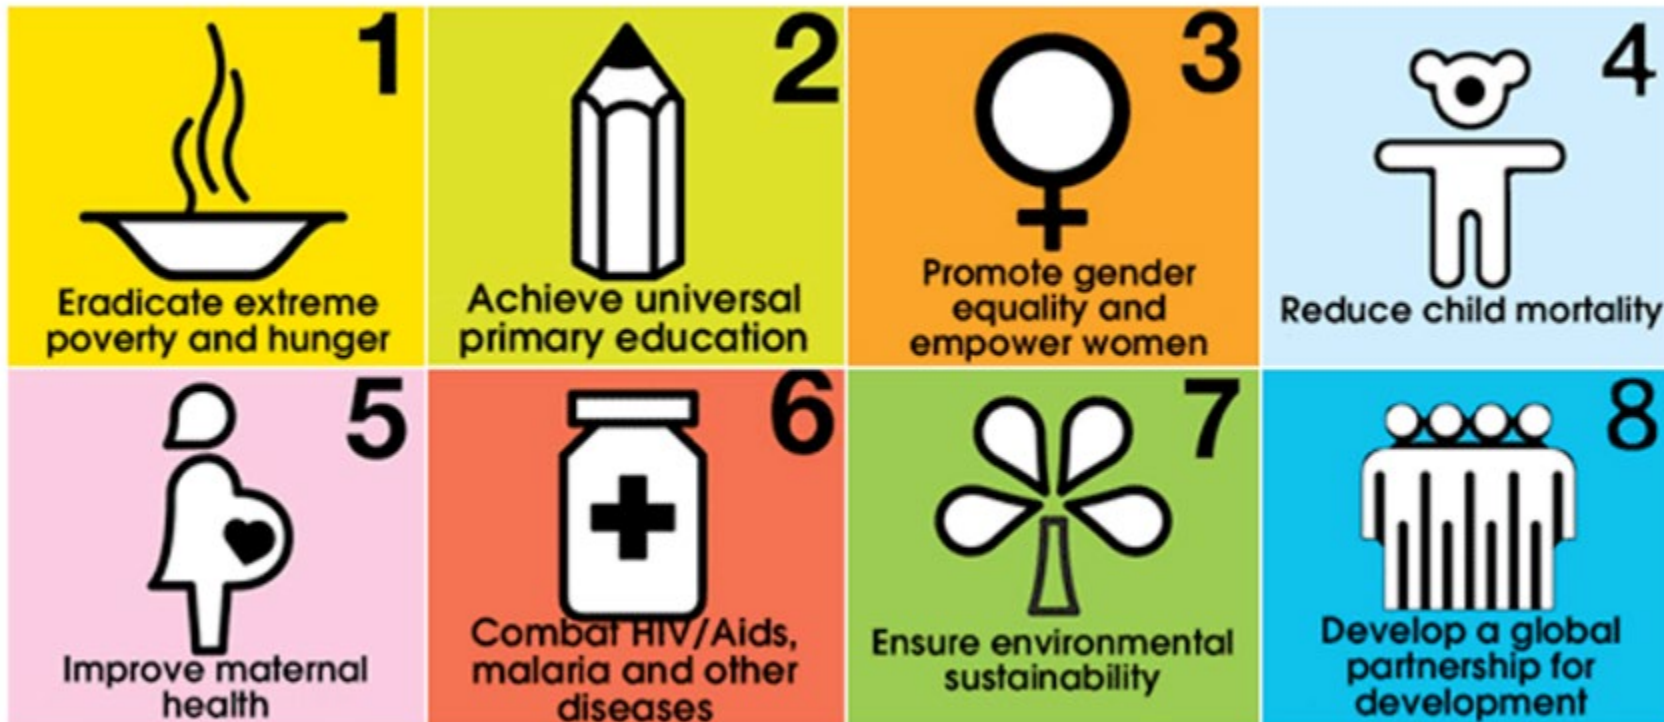 1
Eradicate extreme
poverty and hunger
2
Achieve universal
primary education
3
Promote gender
equality and
empower women
4
Reduce child mortality
5
Improve maternal
health
6
Combat HIV/Aids,
malaria and other
diseases
7
Ensure environmental
sustainability
8
Develop a global
partnership for
development